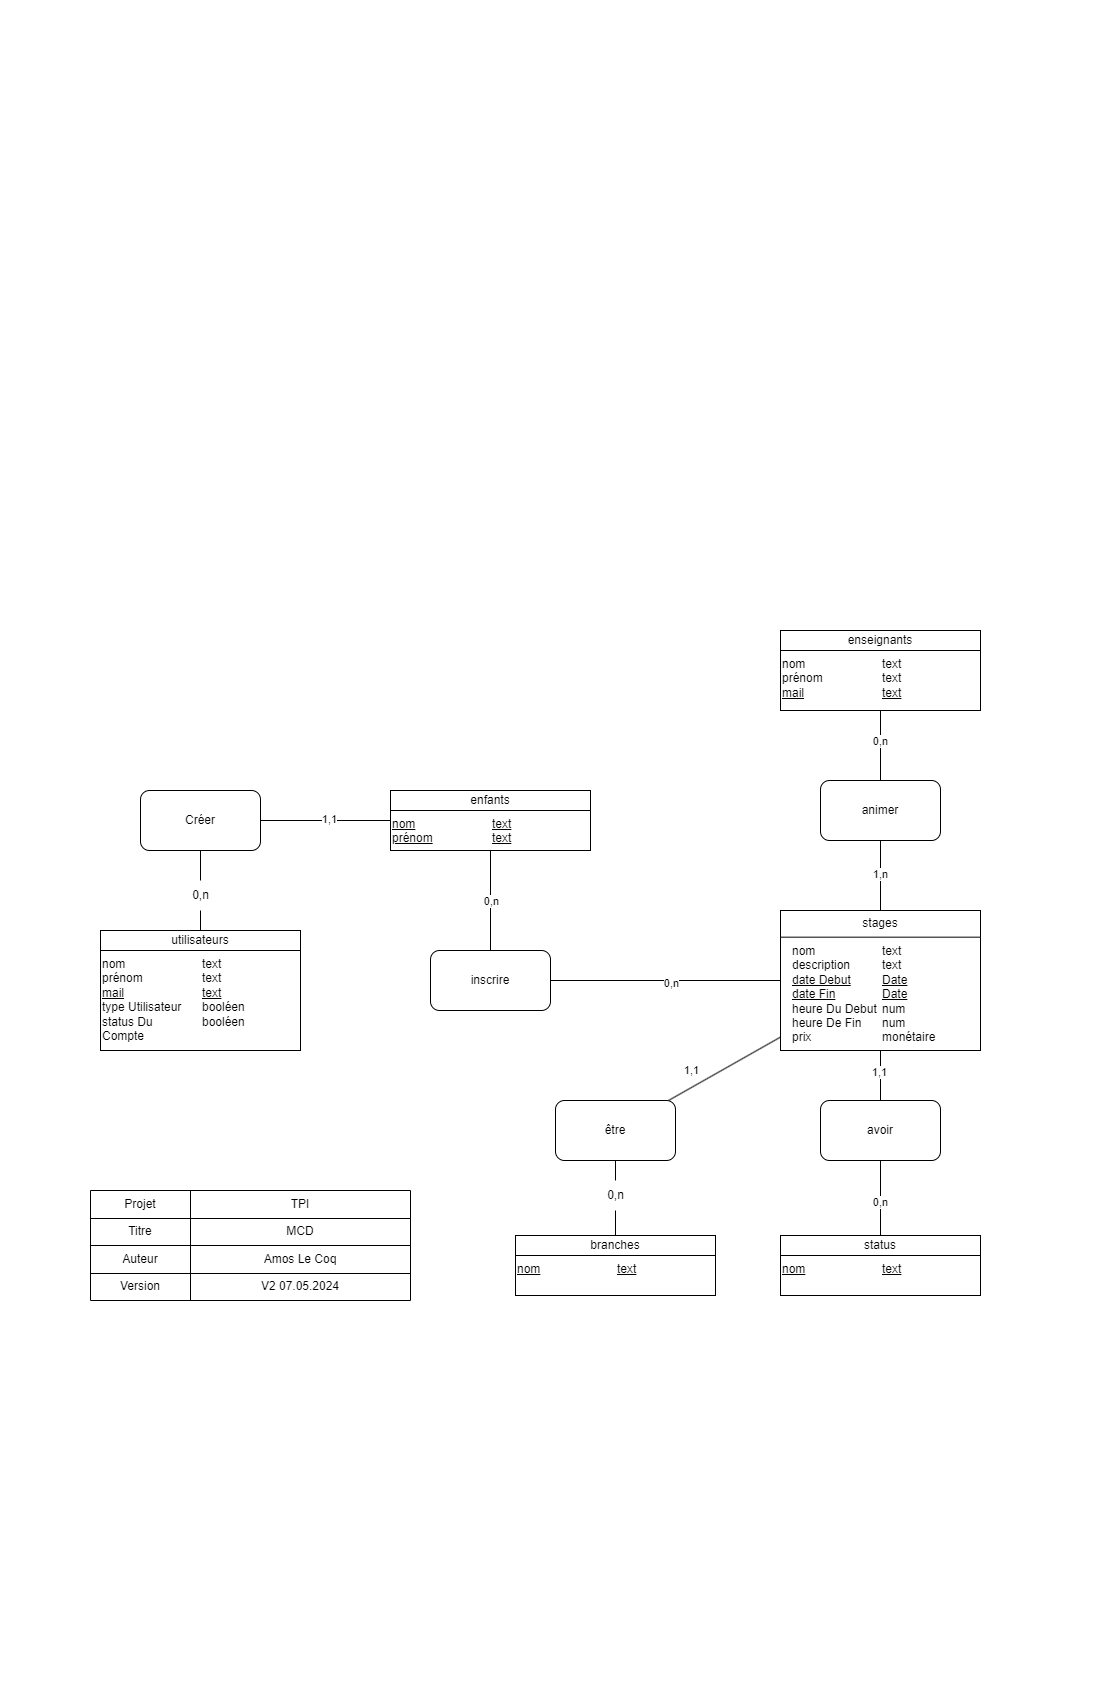 enseignants
nom text
prénom text
mail text
0,n
animer
1,n
Créer
1,1
enfants
nom text
prénom text
0,n
utilisateurs
nom text
prénom text
mail text
type Utilisateur booléen
status Du booléen
Compte
0,n
inscrire
0,n
stages
nom text
description text
date Debut Date
date Fin Date
heure Du Debut num
heure De Fin num
prix monétaire
1,1
1,1
être
avoir
0,n
0,n
branches
nom text
status
nom text
Projet TPI
Titre MCD
Auteur Amos Le Coq
Version V2 07.05.2024